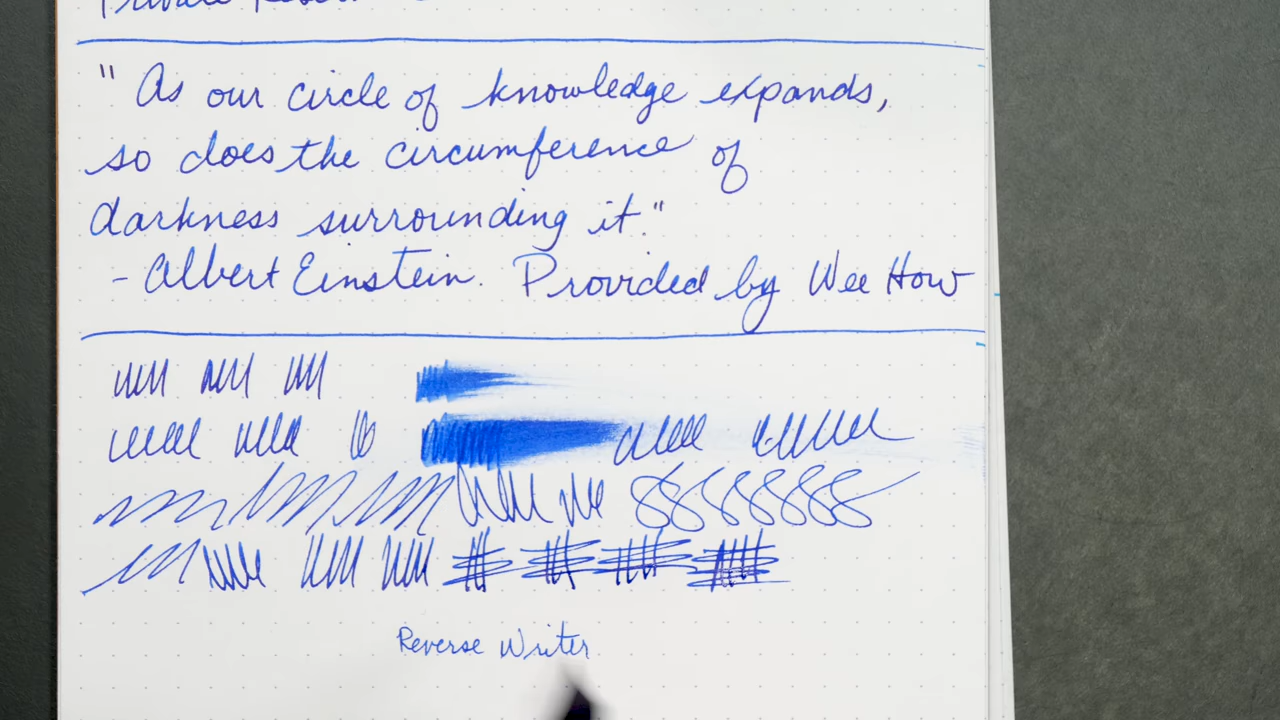 Private
" As our circle of knowledge expands,
so does the circumference of
darkness surrounding it."
- Albert Einstein. Provided by Wee How
Reverse Writer